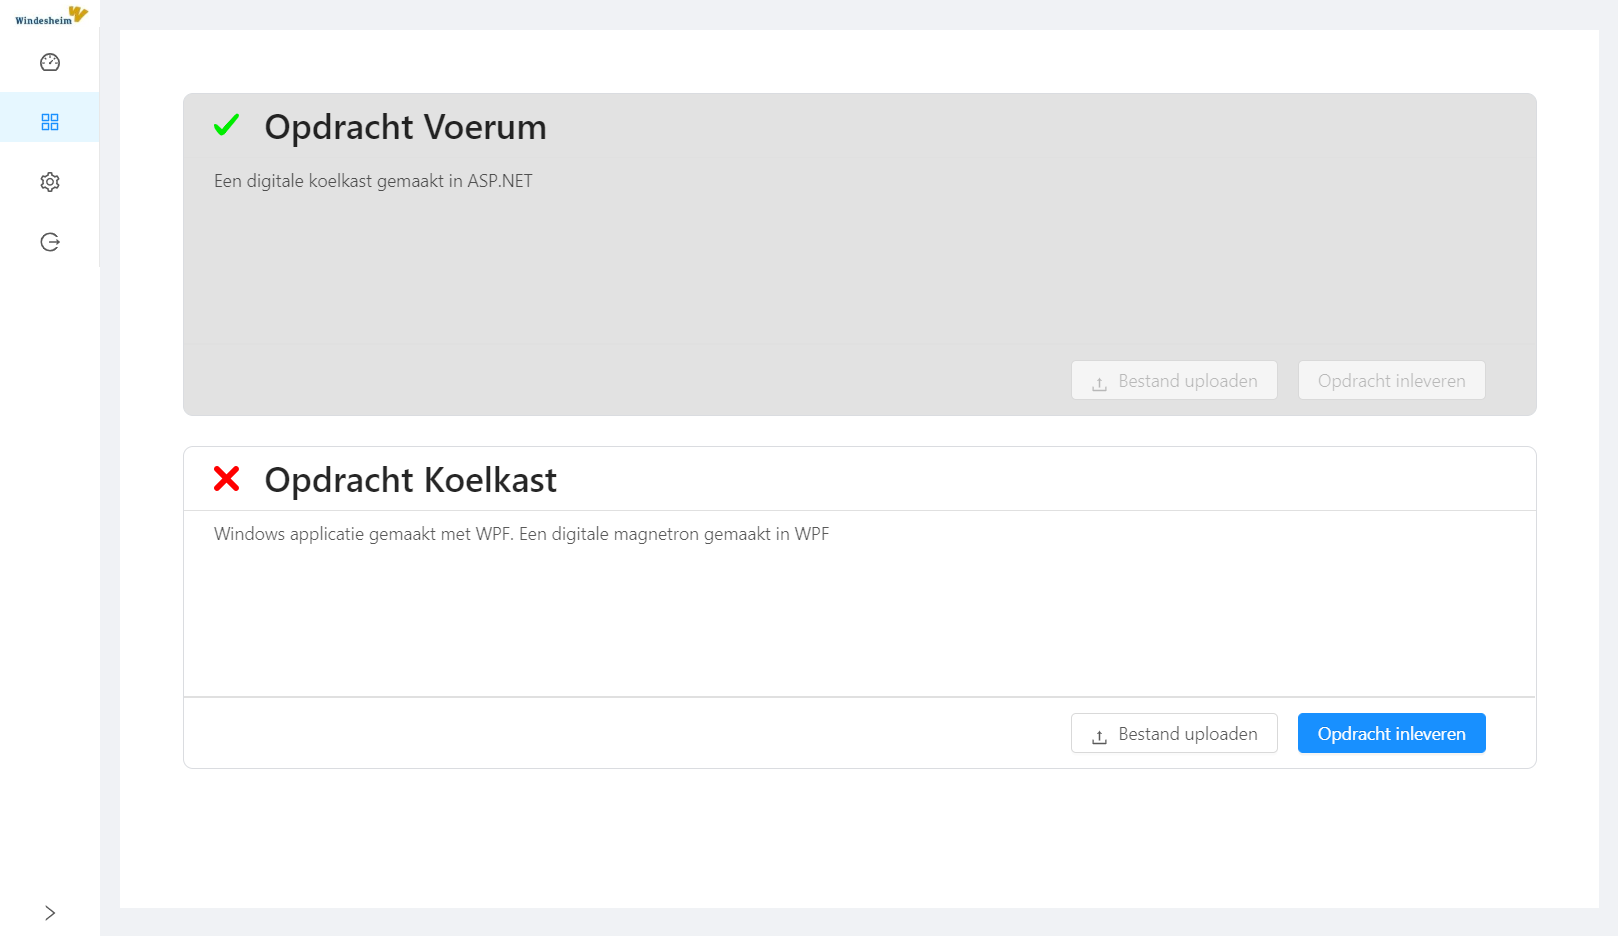 Windesheim
Opdracht Voerum
Een digitale koelkast gemaakt in ASP.NET
Bestand uploaden
Opdracht inleveren
Opdracht Koelkast
Windows applicatie gemaakt met WPF. Een digitale magnetron gemaakt in WPF
Bestand uploaden
Opdracht inleveren